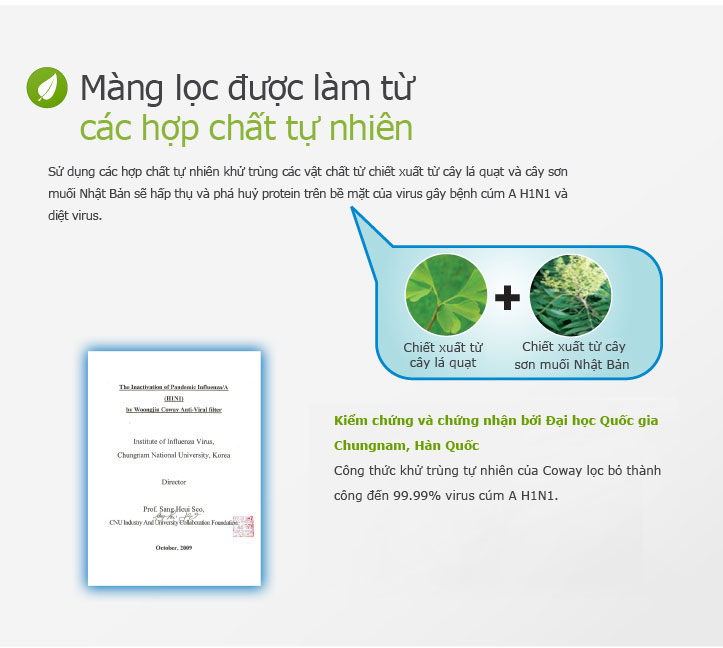 Màng lọc được làm từ
các hợp chất tự nhiên
Sử dụng các hợp chất tự nhiên khử trùng các vật chất từ chiết xuất từ cây lá quạt và cây sơn
muối Nhật Bản sẽ hấp thụ và phá huỷ protein trên bề mặt của virus gây bệnh cúm A H1N1 và
diệt virus.
Chiết xuất từ
cây lá quạt
+
Chiết xuất từ cây
sơn muối Nhật Bản
The Inactivation of Pandemic Influenza/A
(H1N1)
by Woongjin Coway Anti-Viral filter
Institute of Influenza Virus,
Chungnam National University, Korea
Director
Prof. Sang Heui Seo,
CNU Industry And University Collaboration Foundation
October, 2009
Kiểm chứng và chứng nhận bởi Đại học Quốc gia
Chungnam, Hàn Quốc
Công thức khử trùng tự nhiên của Coway lọc bỏ thành
công đến 99.99% virus cúm A H1N1.